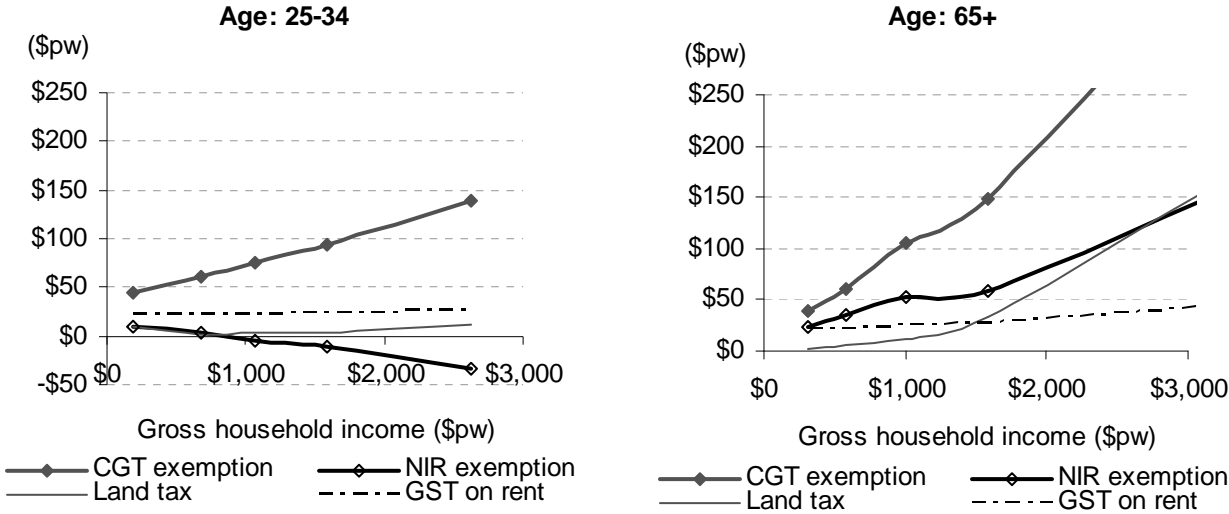 Age: 25-34
($pw)
$250
$200
$150
$100
$50
$0
-$50
$0 $1,000 $2,000 $3,000
Gross household income ($pw)
CGT exemption NIR exemption
Land tax GST on rent
Age: 65+
($pw)
$250
$200
$150
$100
$50
$0
$0 $1,000 $2,000 $3,000
Gross household income ($pw)
CGT exemption NIR exemption
Land tax GST on rent